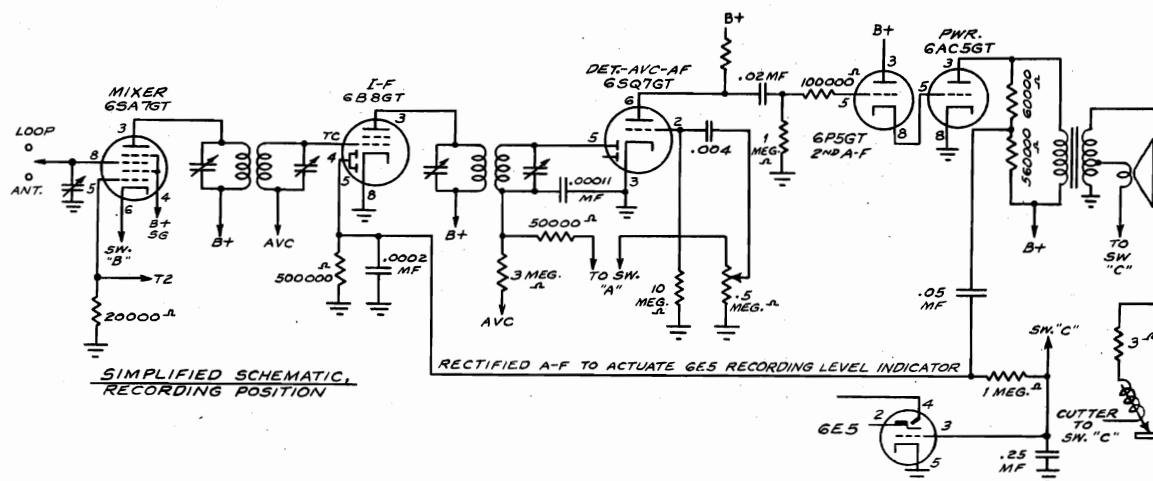 MIXER
6SA7GT
LOOP
ANT.
3
8
5
6
4
B+
SG
SW.
"B"
T2
20000 Ω
B+
AVC
I-F
6B8GT
TC
3
4
5
8
500000 Ω
.0002
MF
B+
DET.-AVC-AF
6SQ7GT
6
5
2
3
.00011
MF
50000 Ω
3 MEG.
Ω
AVC
TO SW.
"A"
10
MEG.
Ω
.5
MEG. Ω
.004
B+
.02MF
1
MEG.
Ω
100000 Ω
B+
3
5
8
6P5GT
2ND A-F
PWR.
6AC5GT
3
5
8
60000 Ω
560000 Ω
B+
TO
SW
"C"
.05
MF
SW."C"
3 Ω
CUTTER
TO
SW. "C"
RECTIFIED A-F TO ACTUATE 6E5 RECORDING LEVEL INDICATOR
1 MEG. Ω
6E5
2
4
3
5
.25
MF
SIMPLIFIED SCHEMATIC,
RECORDING POSITION